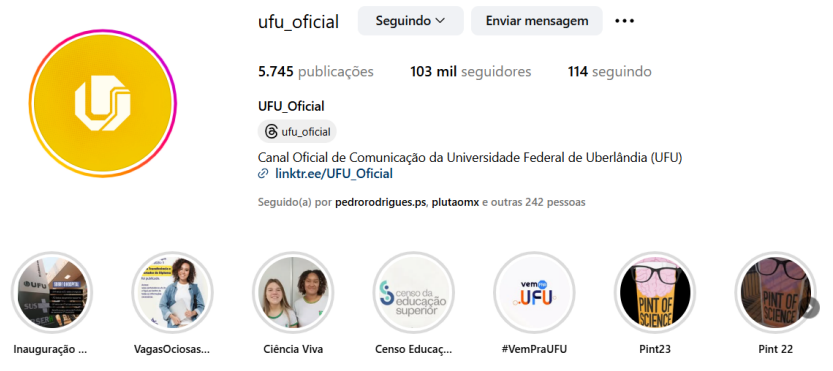 ufu_oficial
Seguindo
Enviar mensagem
5.745 publicações
103 mil seguidores
114 seguindo
UFU_Oficial
ufu_oficial
Canal Oficial de Comunicação da Universidade Federal de Uberlândia (UFU)
linktr.ee/UFU_Oficial
Seguido(a) por pedrorodrigues.ps, plutaomx e outras 242 pessoas
UFU
SUS
censo da
educação
superior
vem
pra
UFU
PINT OF
SCIENCE
PINT OF
SCIENCE
Inauguração ...
VagasOciosas...
Ciência Viva
Censo Educaç...
#VemPraUFU
Pint23
Pint 22